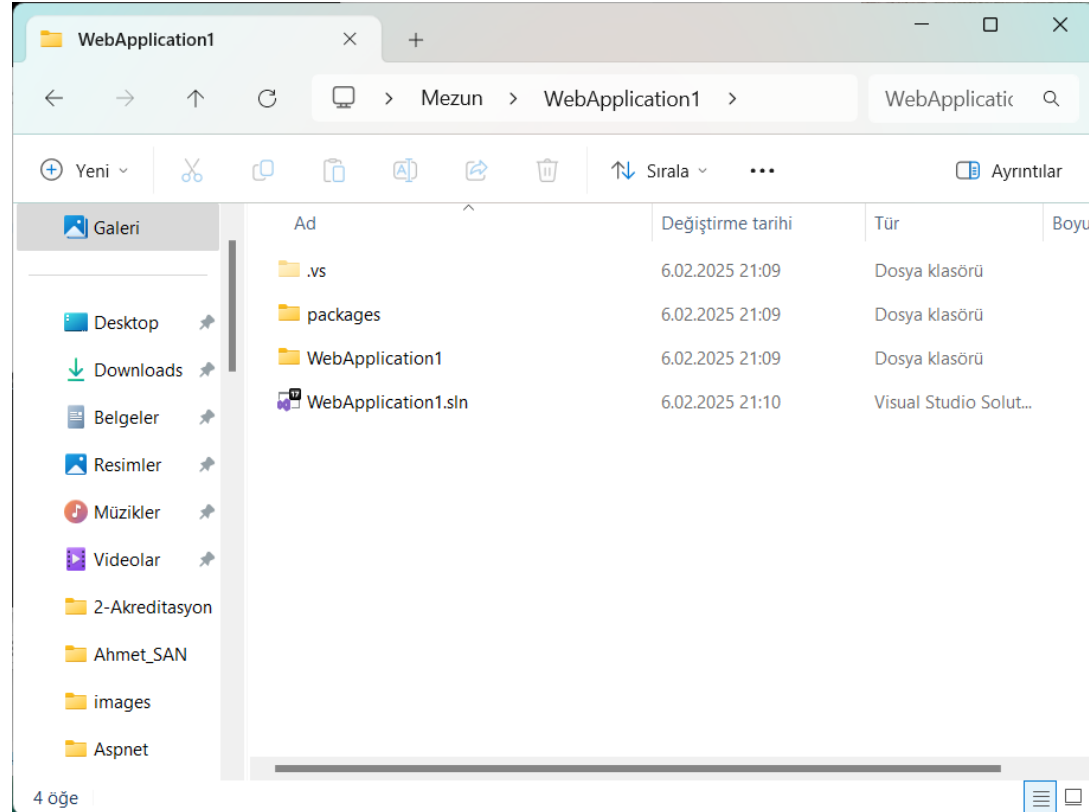 WebApplication1
Mezun > WebApplication1 >
WebApplicatic
Yeni
Sırala
Ayrıntılar
Galeri
Desktop
Downloads
Belgeler
Resimler
Müzikler
Videolar
2-Akreditasyon
Ahmet_SAN
images
Aspnet
Ad Değiştirme tarihi Tür Boyu
.vs 6.02.2025 21:09 Dosya klasörü
packages 6.02.2025 21:09 Dosya klasörü
WebApplication1 6.02.2025 21:09 Dosya klasörü
17
WebApplication1.sln 6.02.2025 21:10 Visual Studio Solut...
4 öğe